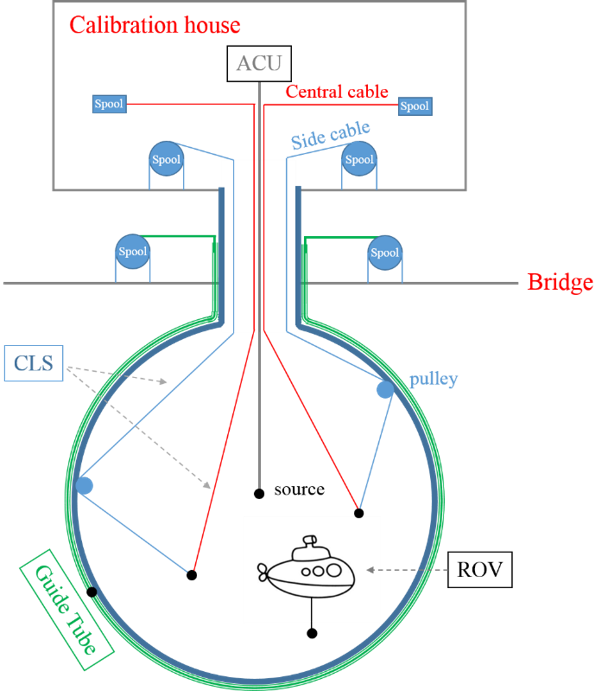 Calibration house
ACU
Central cable
Spool
Spool
Side cable
Spool
Spool
Spool
Spool
Bridge
CLS
pulley
source
ROV
Guide Tube